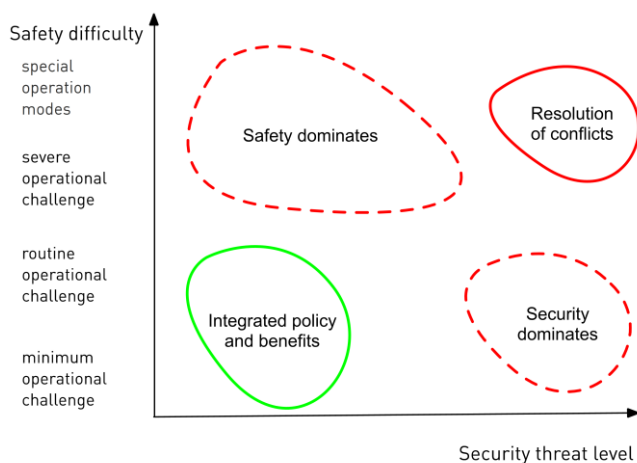 Safety difficulty
special
operation
modes
severe
operational
challenge
routine
operational
challenge
minimum
operational
challenge
Safety dominates
Resolution
of conflicts
Integrated policy
and benefits
Security
dominates
Security threat level